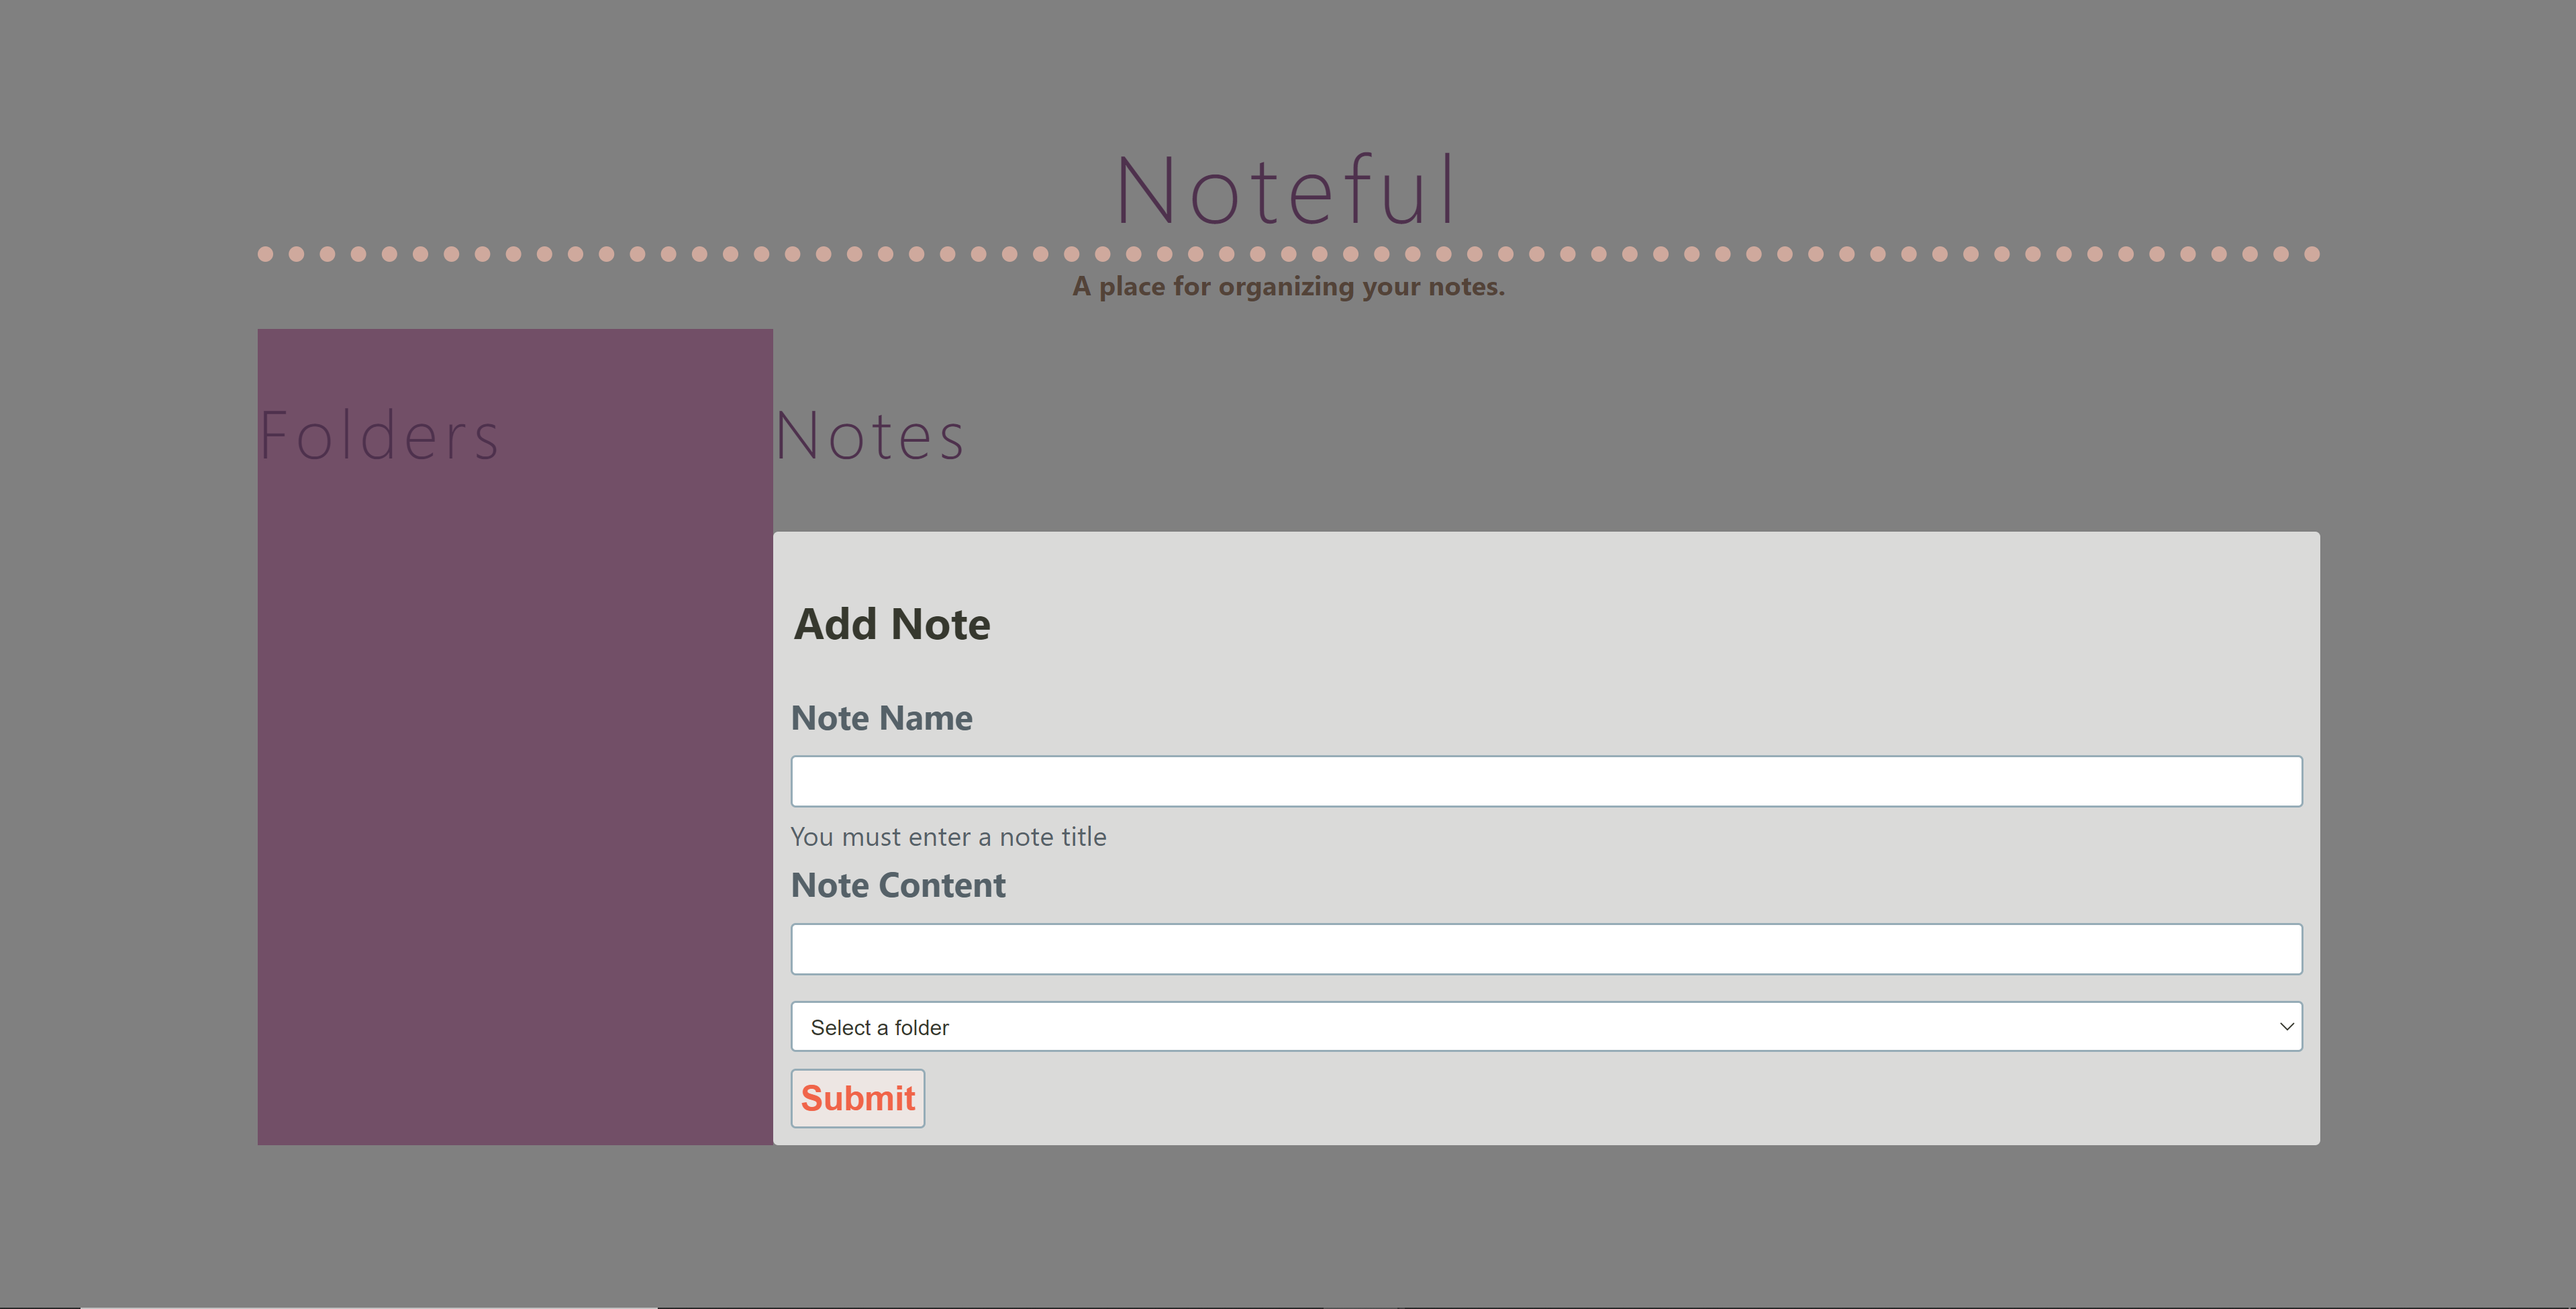 Noteful
A place for organizing your notes.
Folders
Notes
Add Note
Note Name
You must enter a note title
Note Content
Select a folder
Submit